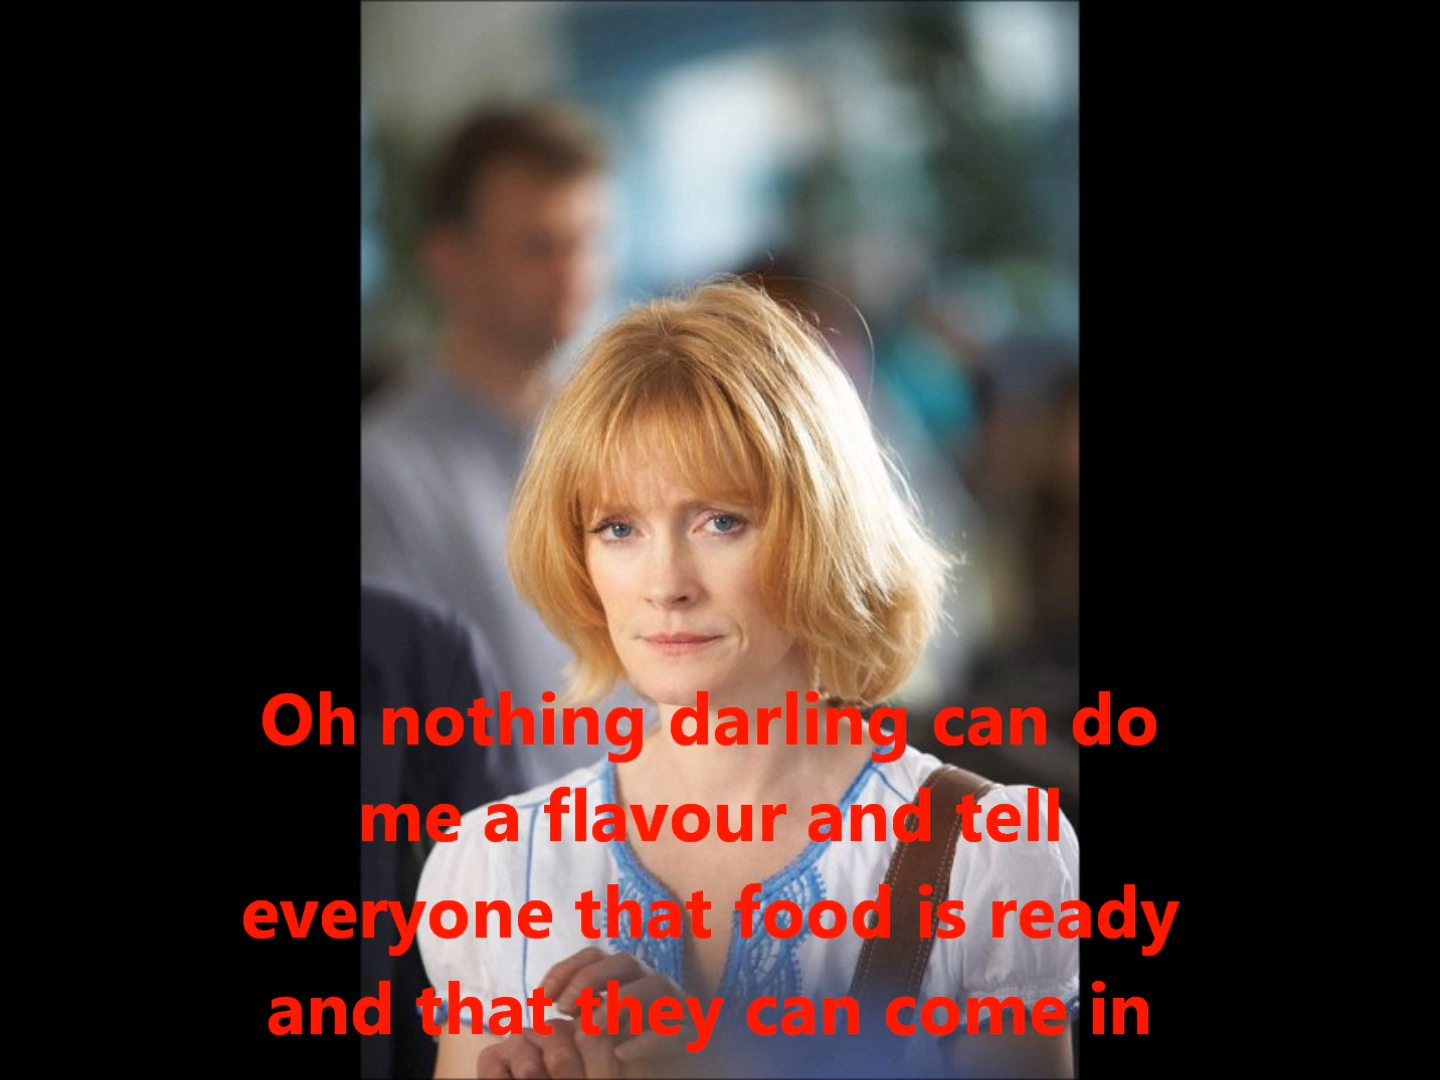 Oh nothing darling can do
me a flavour and tell
everyone that food is ready
and that they can come in